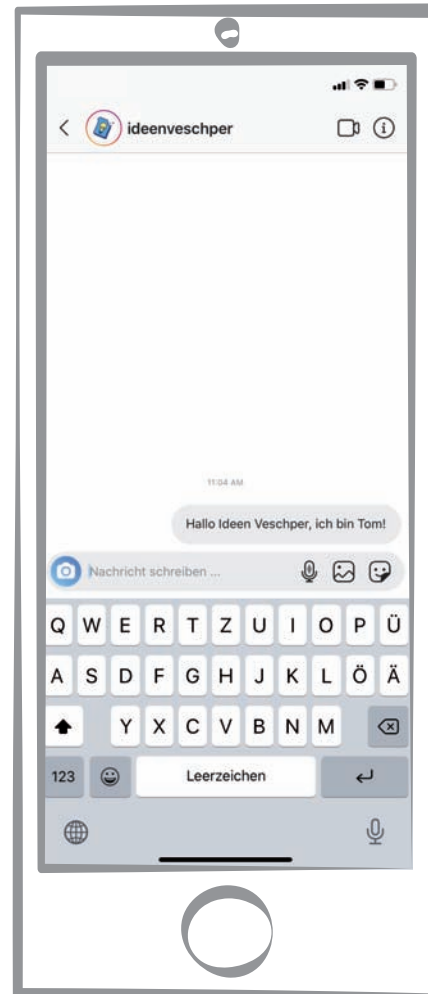 ideenveschper
11:04 AM
Hallo Ideen Veschper, ich bin Tom!
Nachricht schreiben ...
Q W E R T Z U I O P Ü
A S D F G H J K L Ö Ä
Y X C V B N M
123 Leerzeichen